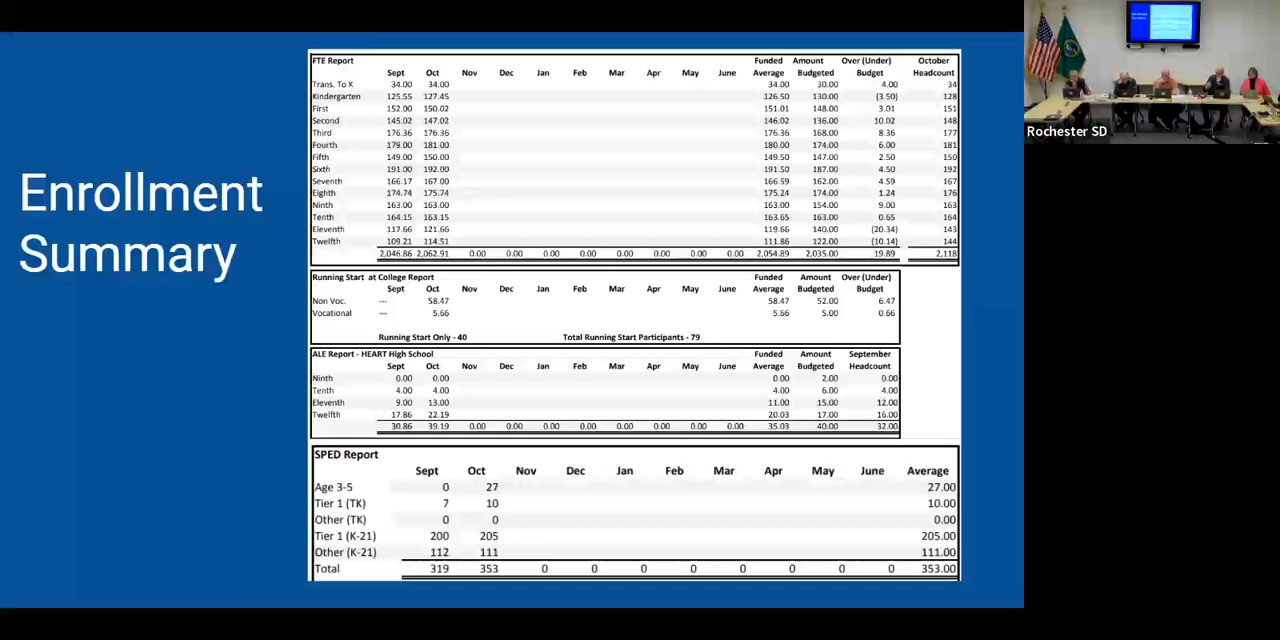 Enrollment
Summary
FTE Report Funded Amount Over (Under) October
Sept Oct Nov Dec Jan Feb Mar Apr May June Average Budgeted Budget Headcount
Trans. To K 34.00 34.00 34.00 30.00 4.00 34
Kindergarten 125.55 127.45 126.50 130.00 (3.50) 128
First 152.00 150.02 151.01 148.00 3.01 151
Second 145.02 147.02 146.02 136.00 10.02 148
Third 176.36 176.36 176.36 168.00 8.36 177
Fourth 179.00 181.00 180.00 174.00 6.00 181
Fifth 149.00 150.00 149.50 147.00 2.50 150
Sixth 191.00 192.00 191.50 187.00 4.50 192
Seventh 166.17 167.00 166.59 162.00 4.59 167
Eighth 174.74 175.74 175.24 174.00 1.24 176
Ninth 163.00 163.00 163.00 154.00 9.00 163
Tenth 164.15 163.15 163.65 163.00 0.65 164
Eleventh 117.66 121.66 119.66 140.00 (20.34) 143
Twelfth 109.21 114.51 111.86 122.00 (10.14) 144
2,046.86 2,062.91 0.00 0.00 0.00 0.00 0.00 0.00 0.00 0.00 2,054.89 2,035.00 19.89 2,118
Running Start at College Report Funded Amount Over (Under)
Sept Oct Nov Dec Jan Feb Mar Apr May June Average Budgeted Budget
Non Voc. --- 58.47 58.47 52.00 6.47
Vocational --- 5.66 5.66 5.00 0.66
Running Start Only - 40 Total Running Start Participants - 79
ALE Report - HEART High School Funded Amount September
Sept Oct Nov Dec Jan Feb Mar Apr May June Average Budgeted Headcount
Ninth 0.00 0.00 0.00 2.00 0.00
Tenth 4.00 4.00 4.00 6.00 4.00
Eleventh 9.00 13.00 11.00 15.00 12.00
Twelfth 17.86 22.19 20.03 17.00 16.00
30.86 39.19 0.00 0.00 0.00 0.00 0.00 0.00 0.00 0.00 35.03 40.00 32.00
SPED Report
Sept Oct Nov Dec Jan Feb Mar Apr May June Average
Age 3-5 0 27 27.00
Tier 1 (TK) 7 10 10.00
Other (TK) 0 0 0.00
Tier 1 (K-21) 200 205 205.00
Other (K-21) 112 111 111.00
Total 319 353 0 0 0 0 0 0 0 0 353.00
Rochester SD